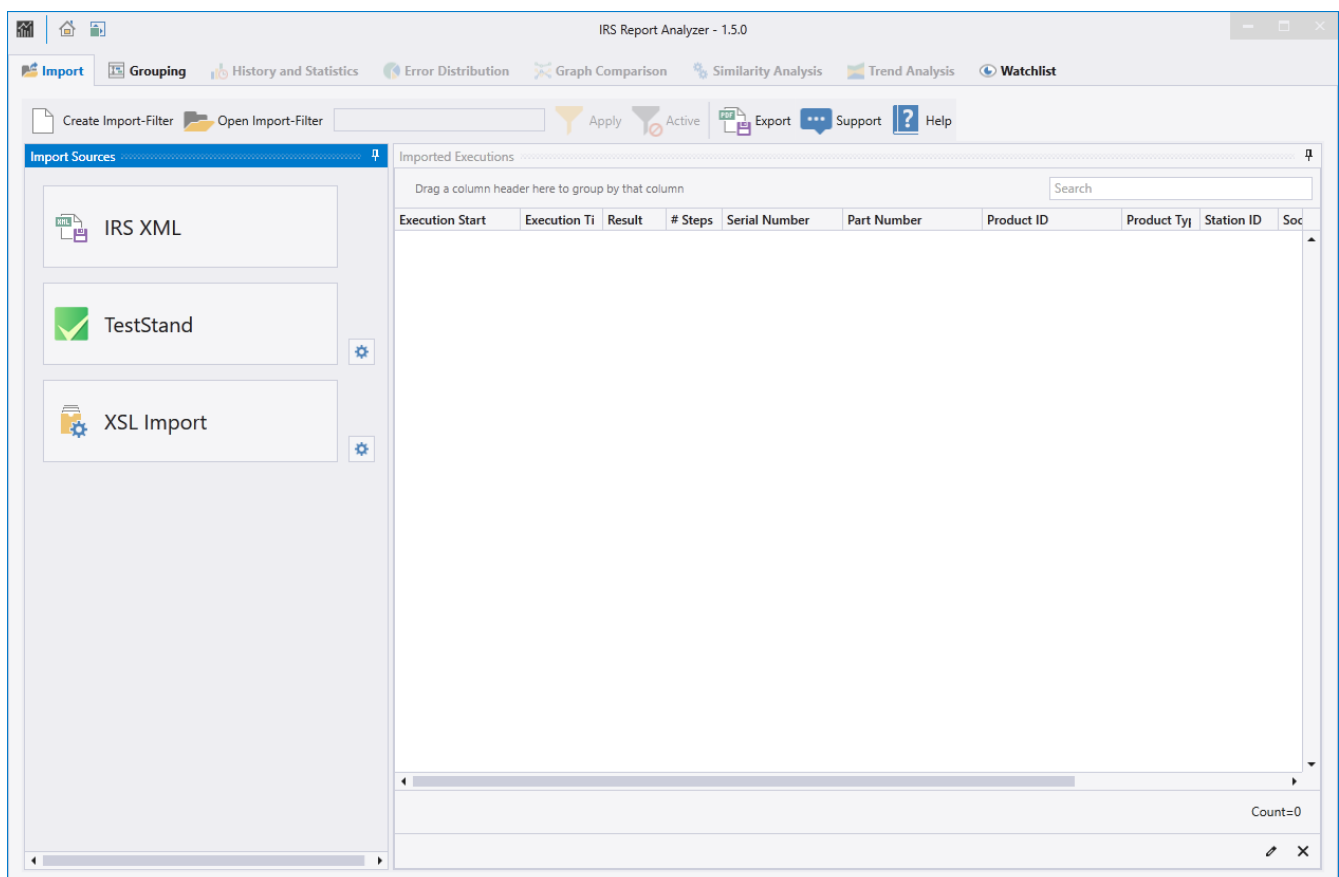 IRS Report Analyzer - 1.5.0
Import Grouping History and Statistics Error Distribution Graph Comparison Similarity Analysis Trend Analysis Watchlist
Create Import-Filter Open Import-Filter Apply Active Export Support Help
Import Sources
Imported Executions
Drag a column header here to group by that column
Search
Execution Start Execution Ti Result # Steps Serial Number Part Number Product ID Product Typ Station ID Soc
IRS XML
TestStand
XSL Import
Count=0